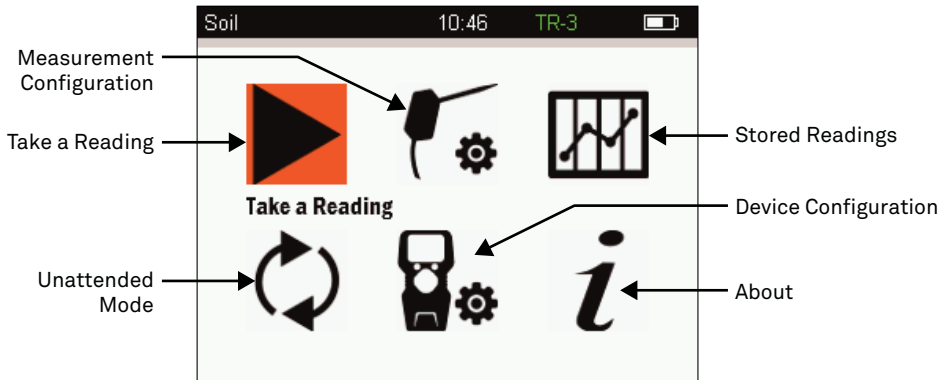 Soil 10:46 TR-3
Measurement
Configuration
Take a Reading
Stored Readings
Take a Reading
Device Configuration
Unattended
Mode
About